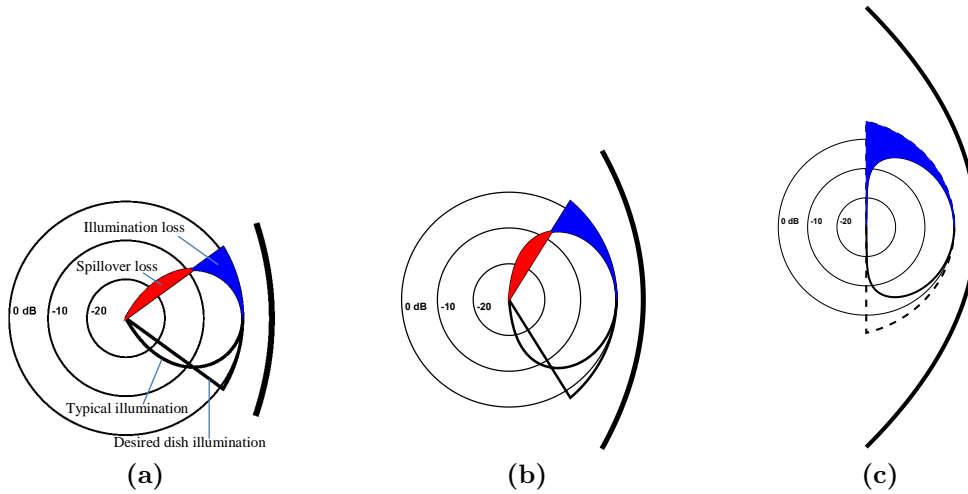 Illumination loss
Spillover loss
0 dB -10 -20
Typical illumination
Desired dish illumination
(a)
0 dB -10 -20
(b)
0 dB -10 -20
(c)